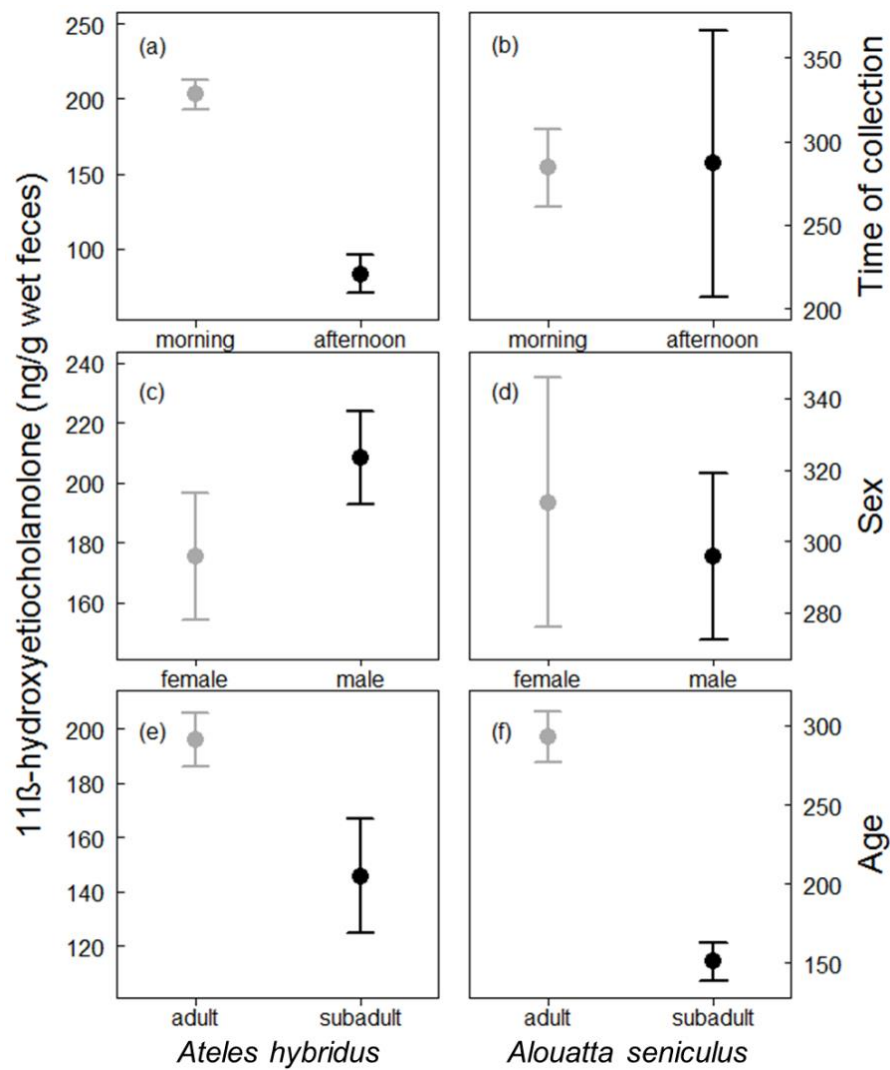 11ß-hydroxyetiocholanolone (ng/g wet feces)
250
200
150
100
(a)
morning
afternoon
(b)
350
300
250
200
morning
afternoon
Time of collection
240
220
200
180
160
(c)
female
male
(d)
340
320
300
280
female
male
Sex
200
180
160
140
120
(e)
adult
subadult
(f)
300
250
200
150
adult
subadult
Age
Ateles hybridus
Alouatta seniculus